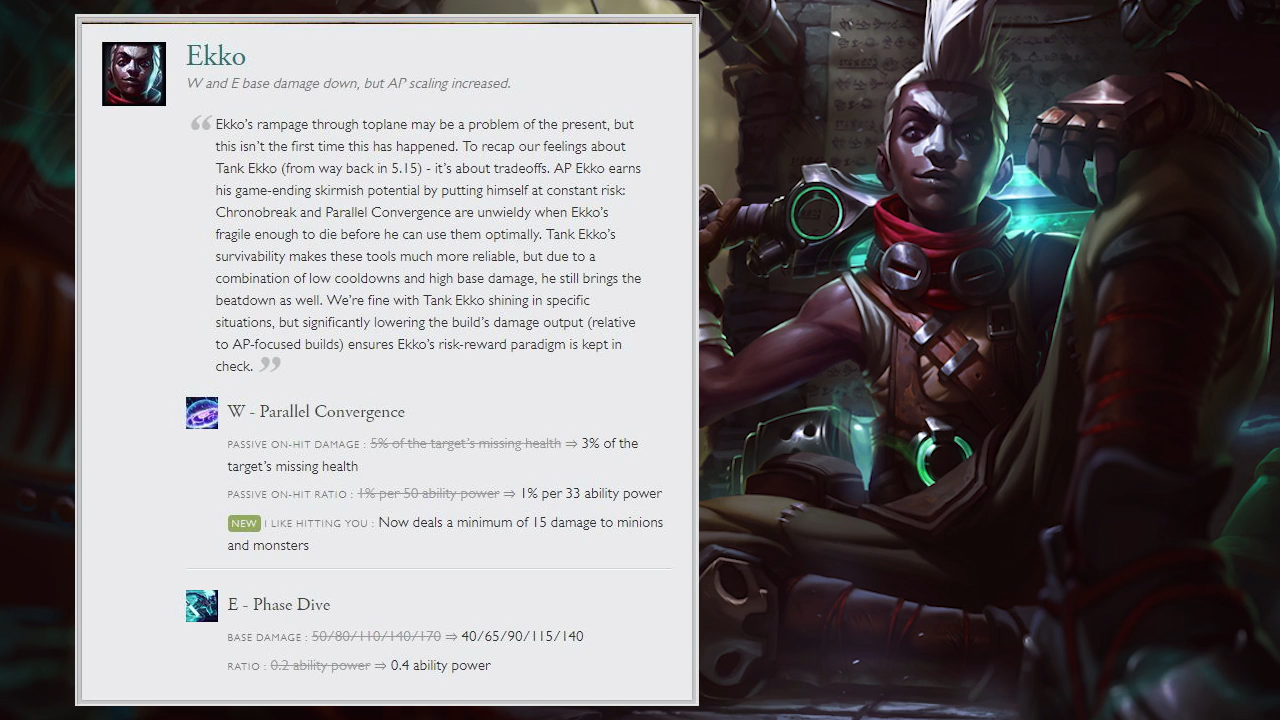 Ekko
W and E base damage down, but AP scaling increased.
“ Ekko’s rampage through toplane may be a problem of the present, but
this isn’t the first time this has happened. To recap our feelings about
Tank Ekko (from way back in 5.15) - it’s about tradeoffs. AP Ekko earns
his game-ending skirmish potential by putting himself at constant risk:
Chronobreak and Parallel Convergence are unwieldy when Ekko’s
fragile enough to die before he can use them optimally. Tank Ekko’s
survivability makes these tools much more reliable, but due to a
combination of low cooldowns and high base damage, he still brings the
beatdown as well. We’re fine with Tank Ekko shining in specific
situations, but significantly lowering the build’s damage output (relative
to AP-focused builds) ensures Ekko’s risk-reward paradigm is kept in
check. ”
W - Parallel Convergence
PASSIVE ON-HIT DAMAGE : 5% of the target’s missing health ⇒ 3% of the
target’s missing health
PASSIVE ON-HIT RATIO : 1% per 50 ability power ⇒ 1% per 33 ability power
NEW I LIKE HITTING YOU : Now deals a minimum of 15 damage to minions
and monsters
E - Phase Dive
BASE DAMAGE : 50/80/110/140/170 ⇒ 40/65/90/115/140
RATIO : 0.2 ability power ⇒ 0.4 ability power